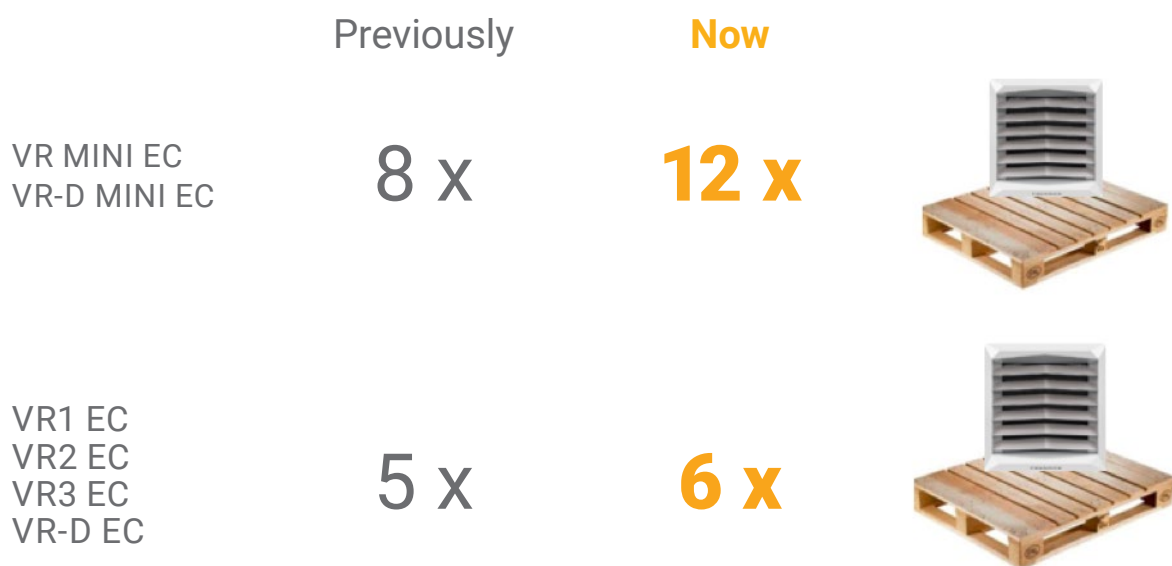 Previously
Now
VR MINI EC
VR-D MINI EC
8 x
12 x
VR1 EC
VR2 EC
VR3 EC
VR-D EC
5 x
6 x